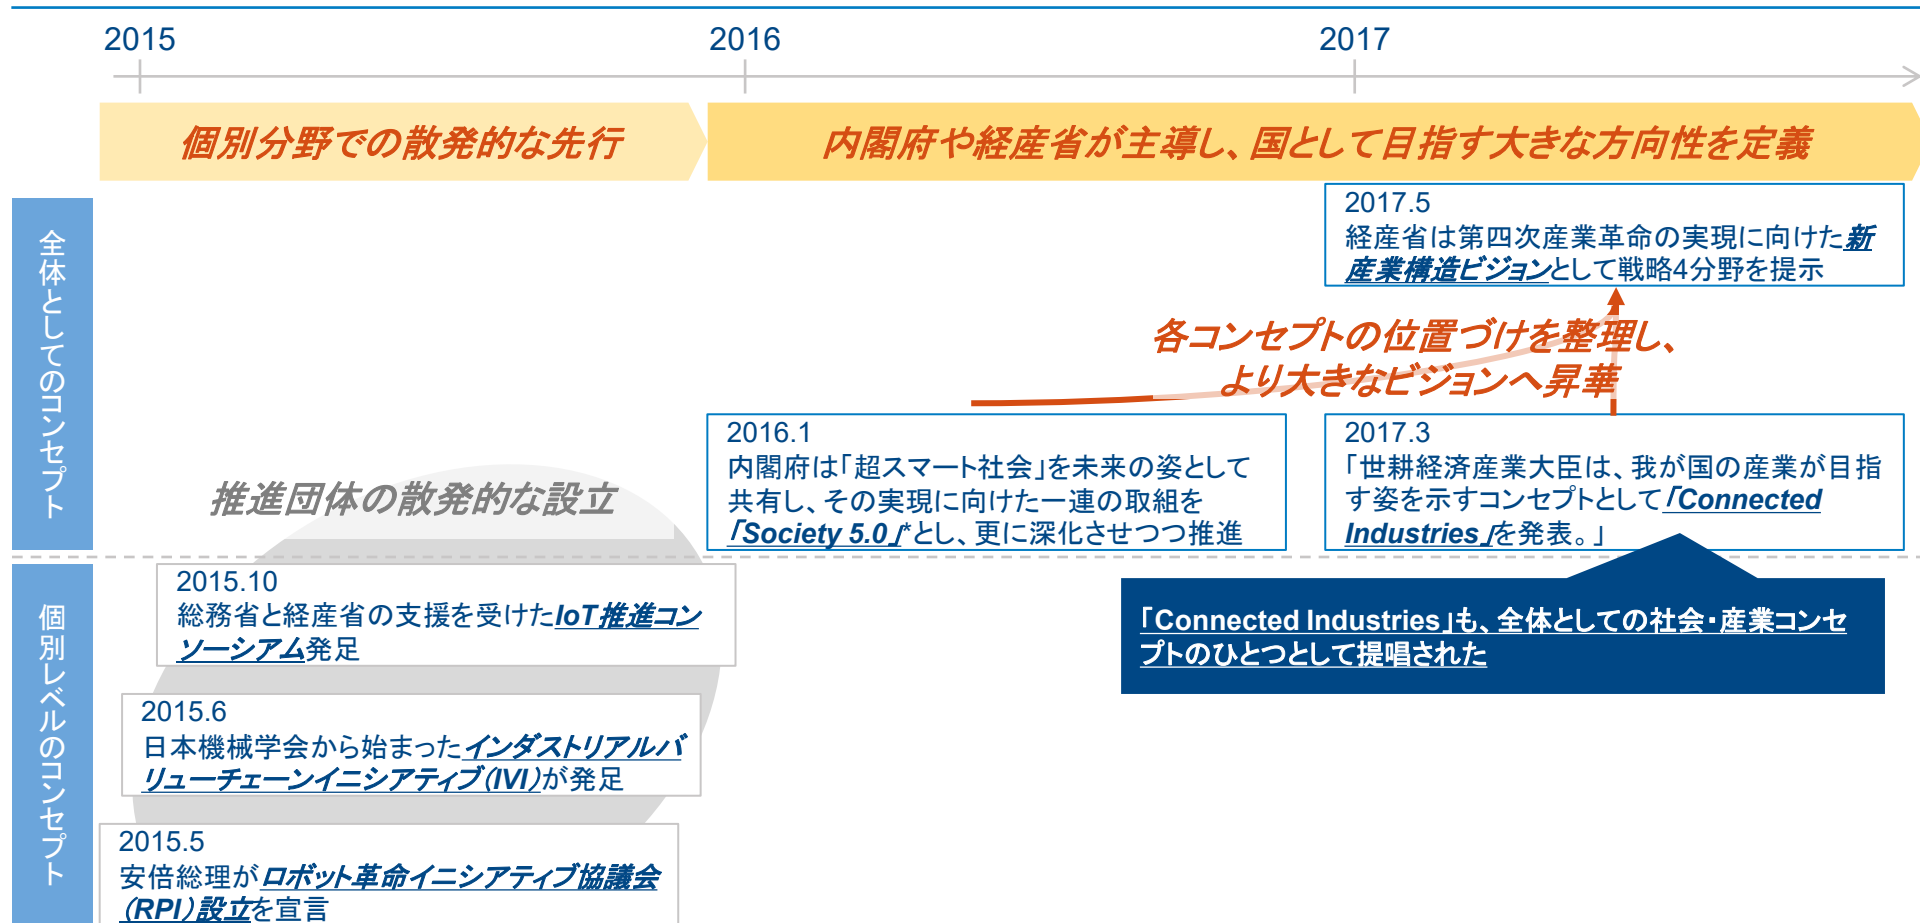 2015
2016
2017
個別分野での散発的な先行
内閣府や経産省が主導し、国として目指す大きな方向性を定義
全体としてのコンセプト
2017.5
経産省は第四次産業革命の実現に向けた新
産業構造ビジョンとして戦略4分野を提示
各コンセプトの位置づけを整理し、
より大きなビジョンへ昇華
2016.1
内閣府は「超スマート社会」を未来の姿として
共有し、その実現に向けた一連の取組を
「Society 5.0」*とし、更に深化させつつ推進
2017.3
「世耕経済産業大臣は、我が国の産業が目指
す姿を示すコンセプトとして「Connected
Industries」を発表。」
推進団体の散発的な設立
個別レベルのコンセプト
2015.10
総務省と経産省の支援を受けたIoT推進コン
ソーシアム発足
「Connected Industries」も、全体としての社会・産業コンセ
プトのひとつとして提唱された
2015.6
日本機械学会から始まったインダストリアルバ
リューチェーンイニシアティブ(IVI)が発足
2015.5
安倍総理がロボット革命イニシアティブ協議会
(RPI)設立を宣言